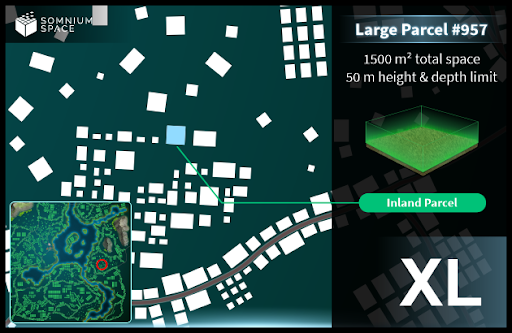 SOMNIUM
SPACE
Large Parcel #957
1500 m² total space
50 m height & depth limit
Inland Parcel
XL